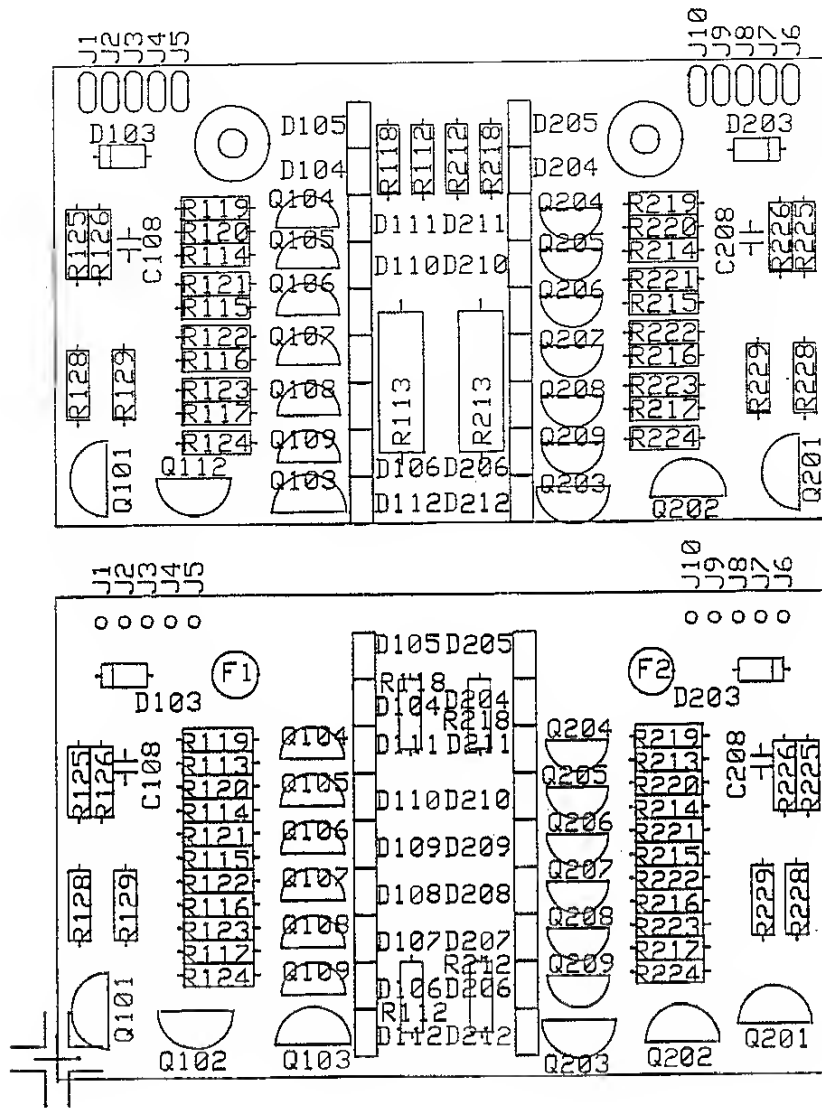 J1 J2 J3 J4 J5 J10 J9 J8 J7 J6
D103 D105 R118 R112 R212 R218 D205 D203
D104 D204
R125 R126 C108 R119 Q104 D111 D211 Q204 R219 C208 R226 R225
R120 Q105 Q205 R220
R114 D110 D210 R214
R121 Q106 Q206 R221
R115 R215
R122 Q107 Q207 R222
R128 R129 R116 R113 R213 R216 R229 R228
R123 Q108 Q208 R223
R117 R217
R124 Q109 Q209 R224
Q101 Q112 D106 D206 Q201
Q103 D112 D212 Q203 Q202
J1 J2 J3 J4 J5 J10 J9 J8 J7 J6
D105 D205
F1 R118 F2
D103 D104 D204 D203
R218
R125 R126 C108 R119 Q104 D111 D211 Q204 R219 C208 R226 R225
R113 R213
R120 Q105 Q205 R220
R114 D110 D210 R214
R121 Q106 Q206 R221
R115 D109 D209 R215
R128 R129 R122 Q107 Q207 R222 R229 R228
R116 D108 D208 R216
R123 Q108 Q208 R223
R117 D107 D207 R217
R124 Q109 R212 Q209 R224
D106 D206
Q101 R112
Q102 Q103 D112 D212 Q203 Q202 Q201